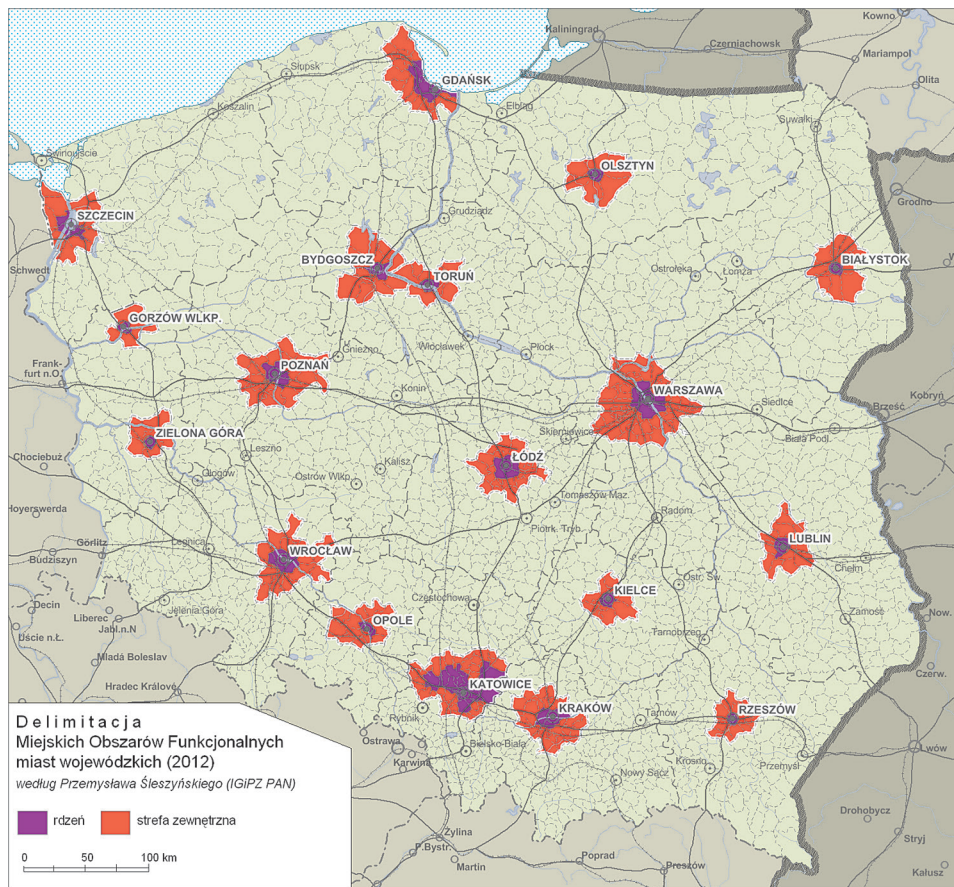 Kaliningrad
Kowno
Czerniachowsk
Mariampol
Olita
Słupsk
GDAŃSK
Elbląg
Koszalin
Suwałki
Świnoujście
OLSZTYN
Grodno
SZCZECIN
Grudziądz
Schwedt
BYDGOSZCZ
TORUŃ
Ostrołęka
Łomża
BIAŁYSTOK
GORZÓW WLKP.
Włocławek
Płock
Frank-
furt n.O.
POZNAŃ
Gniezno
Konin
WARSZAWA
Siedlce
Kobryń
Brześć
ZIELONA GÓRA
Skierniewice
Biała Podl.
Leszno
Chociebuż
Kalisz
ŁÓDŹ
Głogów
Ostrów Wlkp.
Tomaszów Maz.
Hoyerswerda
Piotrk. Tryb.
Radom
Görlitz
Legnica
WROCŁAW
LUBLIN
Budziszyn
Chełm
Ostr. Św.
KIELCE
Decin
Jelenia Góra
Częstochowa
Liberec
OPOLE
Zamość
Now.
Jabl.n.N
Uście n.Ł.
Tarnobrzeg
Mladá Boleslav
Czerw.
KATOWICE
Hradec Králové
Rybnik
KRAKÓW
Tarnów
RZESZÓW
Delimitacja
Miejskich Obszarów Funkcjonalnych
miast wojewódzkich (2012)
według Przemysława Śleszyńskiego (IGiPZ PAN)
Ostrawa
Bielsko-Biała
Lwów
Karwina
Krosno
Przemyśl
Nowy Sącz
rdzeń
strefa zewnętrzna
Drohobycz
Stryj
Żylina
P.Bystr.
Martin
Poprad
Preszów
Kałusz
0 50 100 km